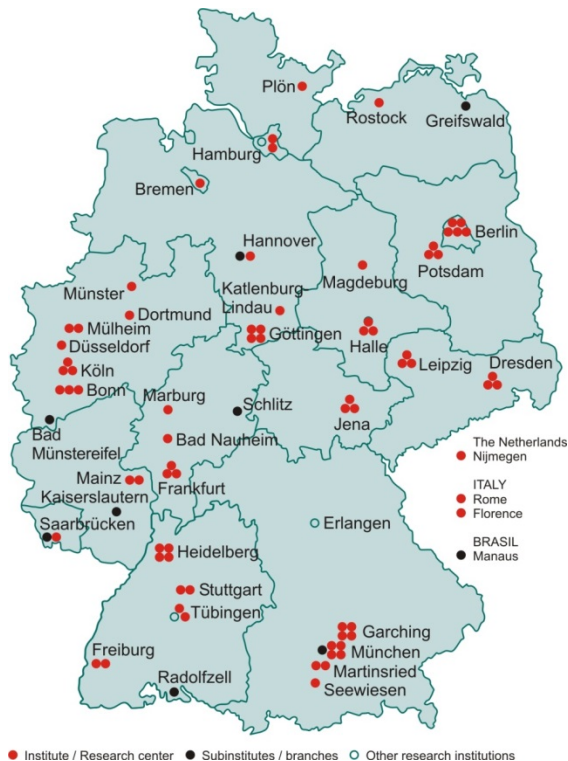 Plön
Rostock
Greifswald
Hamburg
Bremen
Berlin
Hannover
Potsdam
Magdeburg
Katlenburg-
Lindau
Münster
Dortmund
Göttingen
Mülheim
Halle
Düsseldorf
Leipzig
Dresden
Köln
Bonn
Marburg
Schlitz
Jena
Bad
Münstereifel
Bad Nauheim
The Netherlands
Nijmegen
Mainz
Frankfurt
ITALY
Rome
Florence
Kaiserslautern
Saarbrücken
Erlangen
BRASIL
Manaus
Heidelberg
Stuttgart
Tübingen
Garching
München
Freiburg
Martinsried
Radolfzell
Seewiesen
Institute / Research center
Subinstitutes / branches
Other research institutions